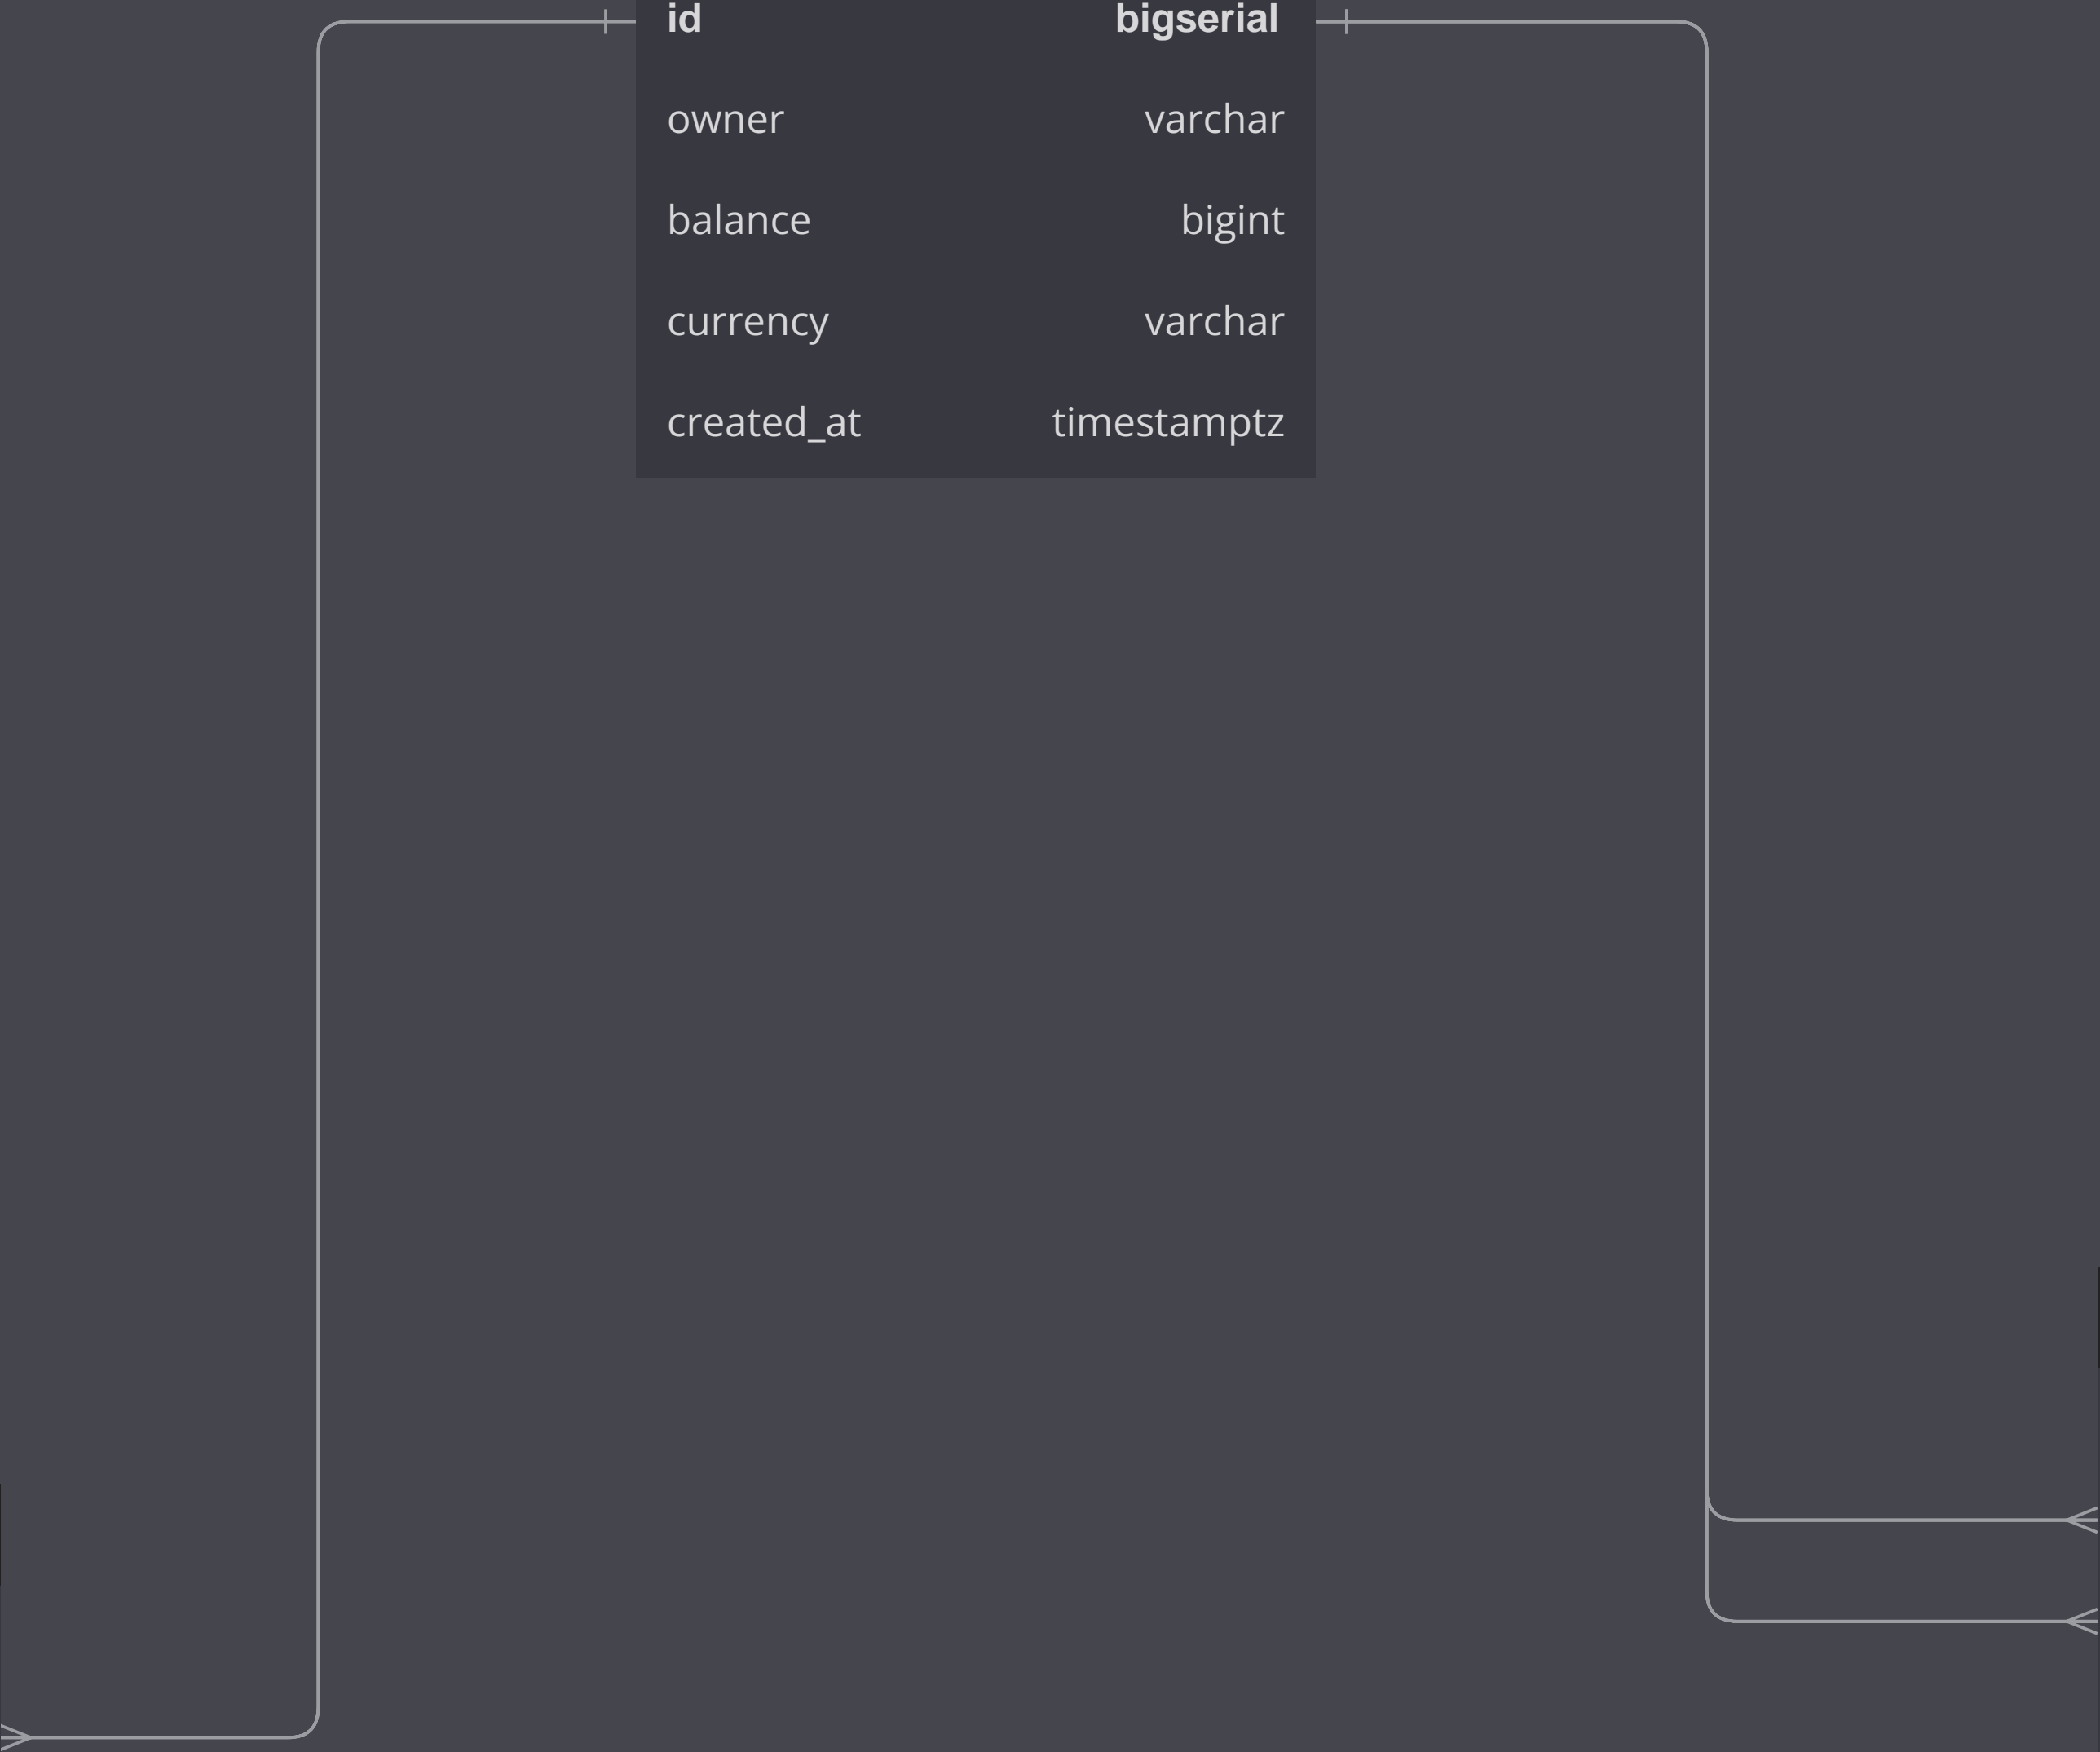 id bigserial
owner varchar
balance bigint
currency varchar
created_at timestamptz